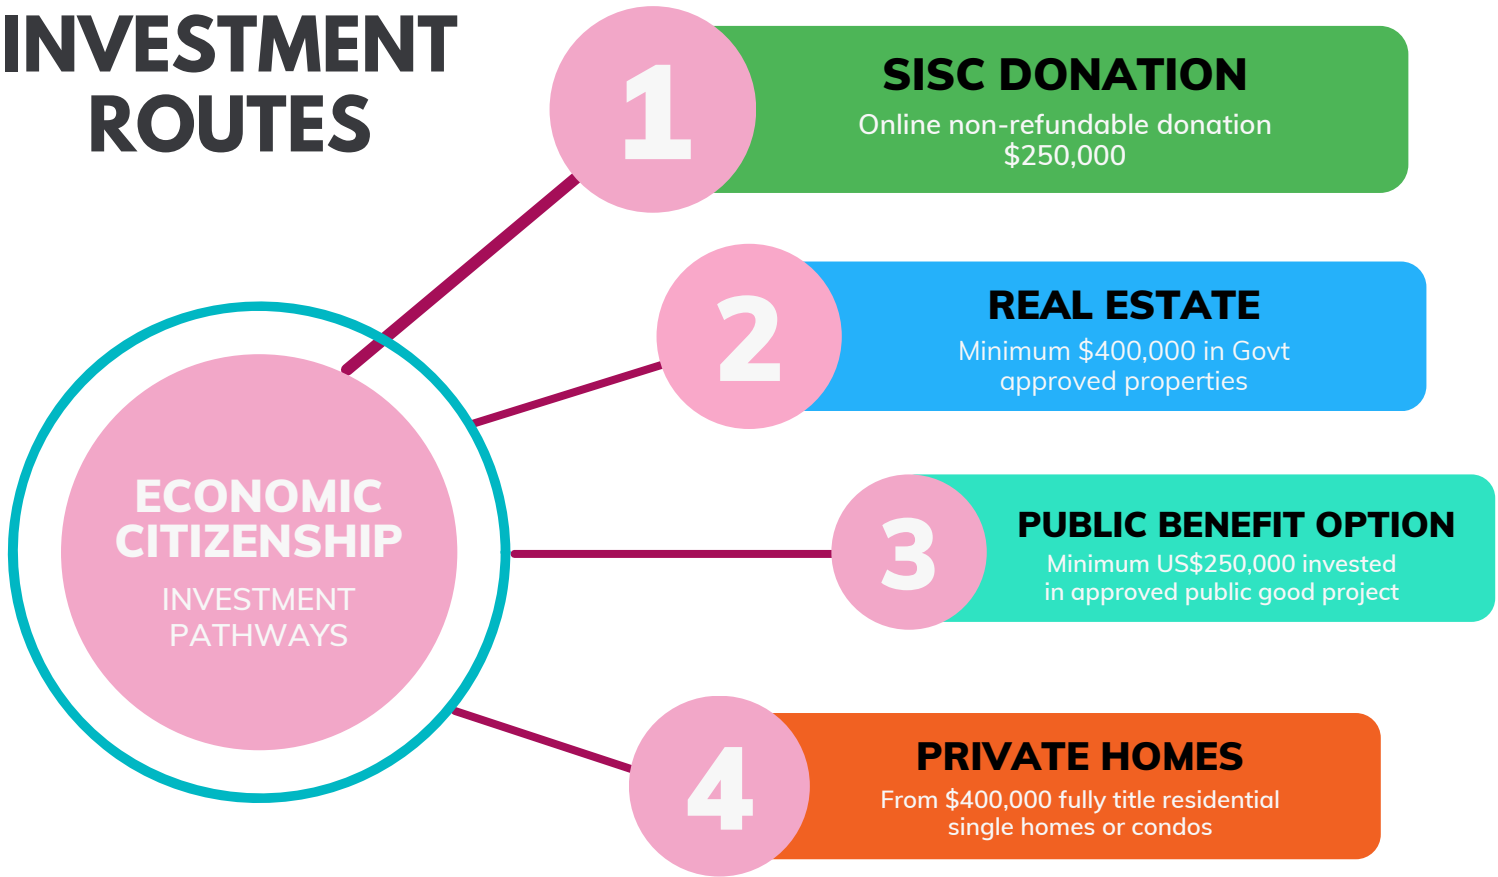 INVESTMENT
ROUTES
1
SISC DONATION
Online non-refundable donation
$250,000
2
REAL ESTATE
Minimum $400,000 in Govt
approved properties
ECONOMIC
CITIZENSHIP
INVESTMENT
PATHWAYS
3
PUBLIC BENEFIT OPTION
Minimum US$250,000 invested
in approved public good project
4
PRIVATE HOMES
From $400,000 fully title residential
single homes or condos